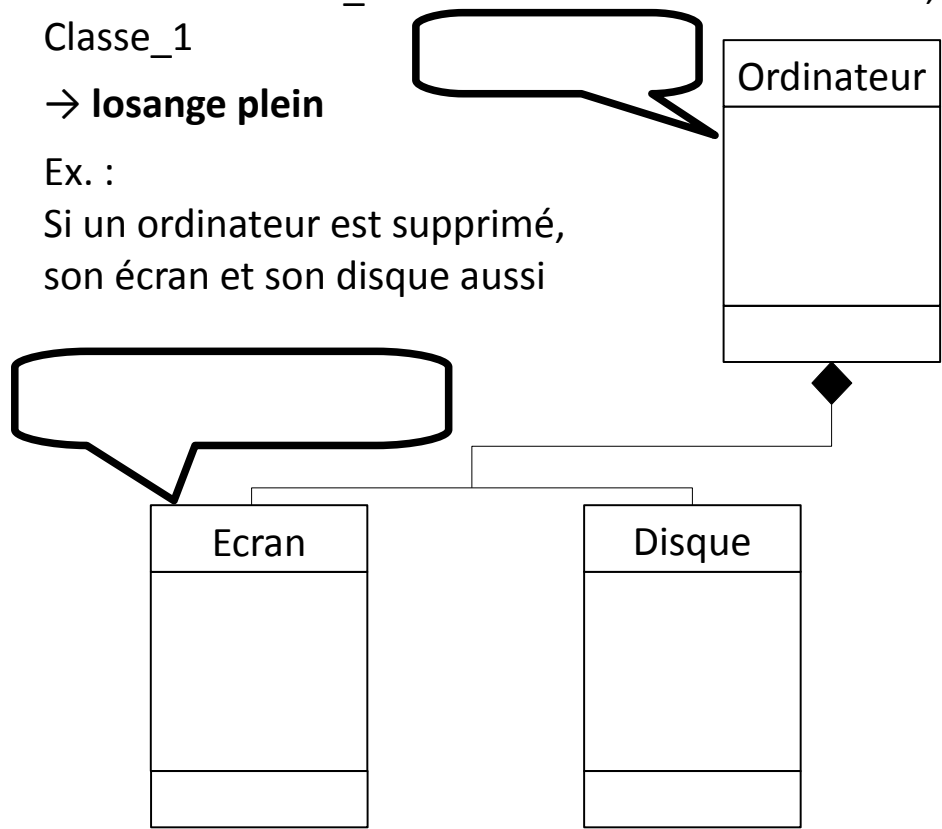 Classe_1
→ losange plein
Ex. :
Si un ordinateur est supprimé,
son écran et son disque aussi
Ordinateur
Ecran
Disque